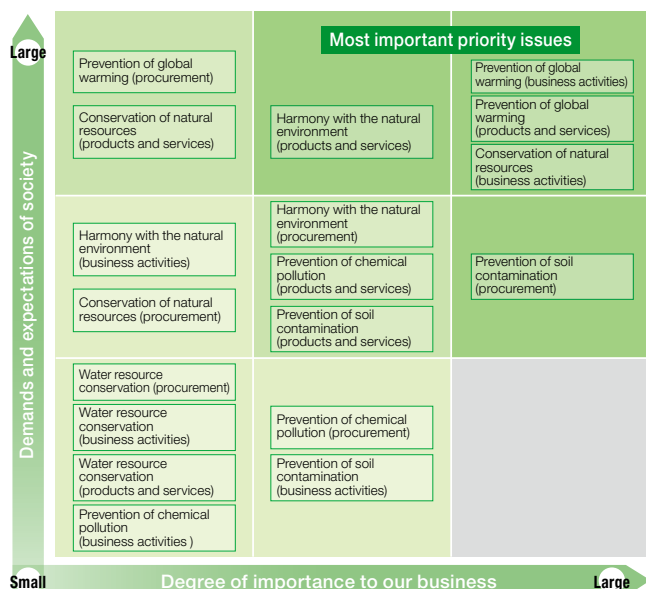 Large
Most important priority issues
Prevention of global
warming (procurement)
Conservation of natural
resources
(products and services)
Harmony with the natural
environment
(products and services)
Prevention of global
warming (business activities)
Prevention of global
warming
(products and services)
Conservation of natural
resources
(business activities)
Demands and expectations of society
Harmony with the natural
environment
(business activities)
Conservation of natural
resources (procurement)
Harmony with the natural
environment
(procurement)
Prevention of chemical
pollution
(products and services)
Prevention of soil
contamination
(products and services)
Prevention of soil
contamination
(procurement)
Water resource
conservation (procurement)
Water resource
conservation
(business activities)
Water resource
conservation
(products and services)
Prevention of chemical
pollution
(business activities )
Prevention of chemical
pollution (procurement)
Prevention of soil
contamination
(business activities)
Small
Degree of importance to our business
Large